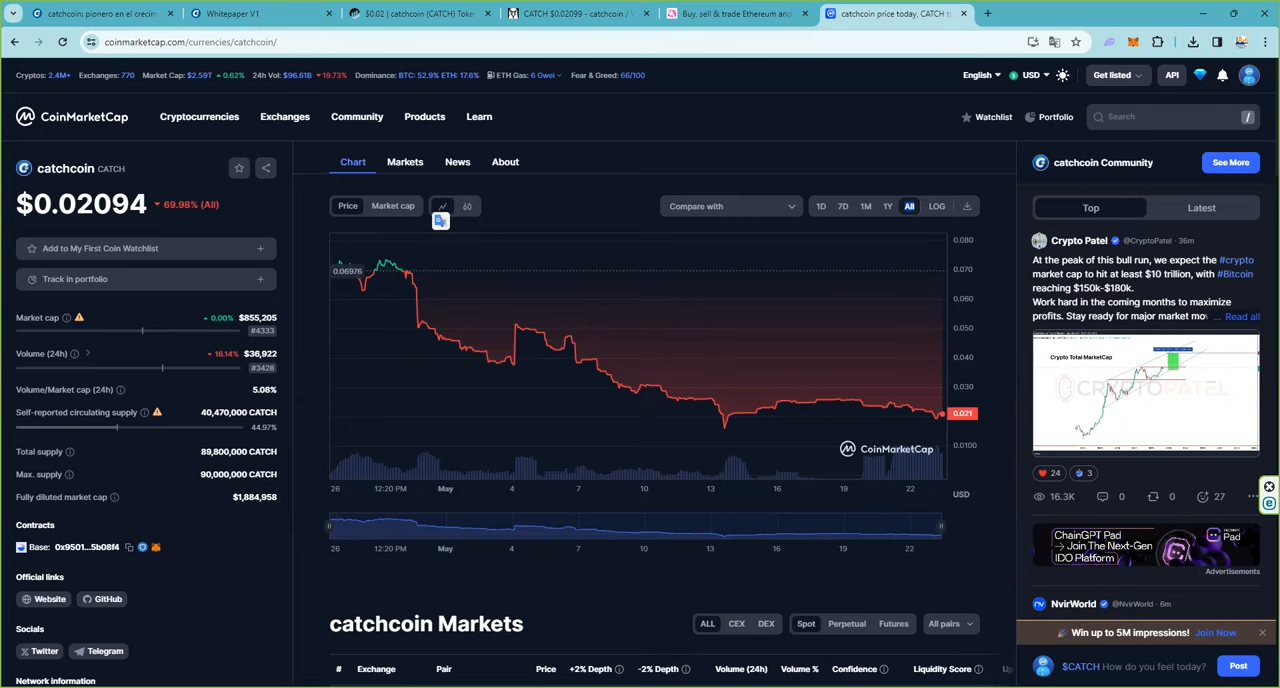 catchcoin: pionero en el crecim
Whitepaper V1
$0.02 | catchcoin (CATCH) Toke
CATCH $0.02099 - catchcoin / V
Buy, sell & trade Ethereum and
catchcoin price today, CATCH to
coinmarketcap.com/currencies/catchcoin/
Cryptos: 2.4M+ Exchanges: 770 Market Cap: $2.59T 0.62% 24h Vol: $96.61B 19.73% Dominance: BTC: 52.9% ETH: 17.6% ETH Gas: 6 Gwei Fear & Greed: 66/100
English USD Get listed API
CoinMarketCap Cryptocurrencies Exchanges Community Products Learn Watchlist Portfolio Search /
catchcoin CATCH
$0.02094 69.98% (All)
Add to My First Coin Watchlist +
Track in portfolio +
Market cap 0.00% $855,205
#4333
Volume (24h) 16.14% $36,922
#3428
Volume/Market cap (24h) 5.08%
Self-reported circulating supply 40,470,000 CATCH
44.97%
Total supply 89,800,000 CATCH
Max. supply 90,000,000 CATCH
Fully diluted market cap $1,884,958
Contracts
Base: 0x9501...5b08f4
Official links
Website GitHub
Socials
Twitter Telegram
Network information
Chart Markets News About
Price Market cap
Compare with 1D 7D 1M 1Y All LOG
0.06976
0.080
0.070
0.060
0.050
0.040
0.030
0.021
0.0100
CoinMarketCap
26 12:20 PM May 4 7 10 13 16 19 22 USD
26 12:20 PM May 4 7 10 13 16 19 22
catchcoin Markets
ALL CEX DEX Spot Perpetual Futures All pairs
# Exchange Pair Price +2% Depth -2% Depth Volume (24h) Volume % Confidence Liquidity Score
catchcoin Community See More
Top Latest
Crypto Patel @CryptoPatel · 36m
At the peak of this bull run, we expect the #crypto
market cap to hit at least $10 trillion, with #Bitcoin
reaching $150k-$180k.
Work hard in the coming months to maximize
profits. Stay ready for major market mov ... Read all
Crypto Total MarketCap
CRYPTOPATEL
24 3
16.3K 0 0 27
ChainGPT Pad
→ Join The Next-Gen
IDO Platform
Pad
Advertisements
NvirWorld @NvirWorld · 6m
Win up to 5M impressions! Join Now
$CATCH How do you feel today? Post